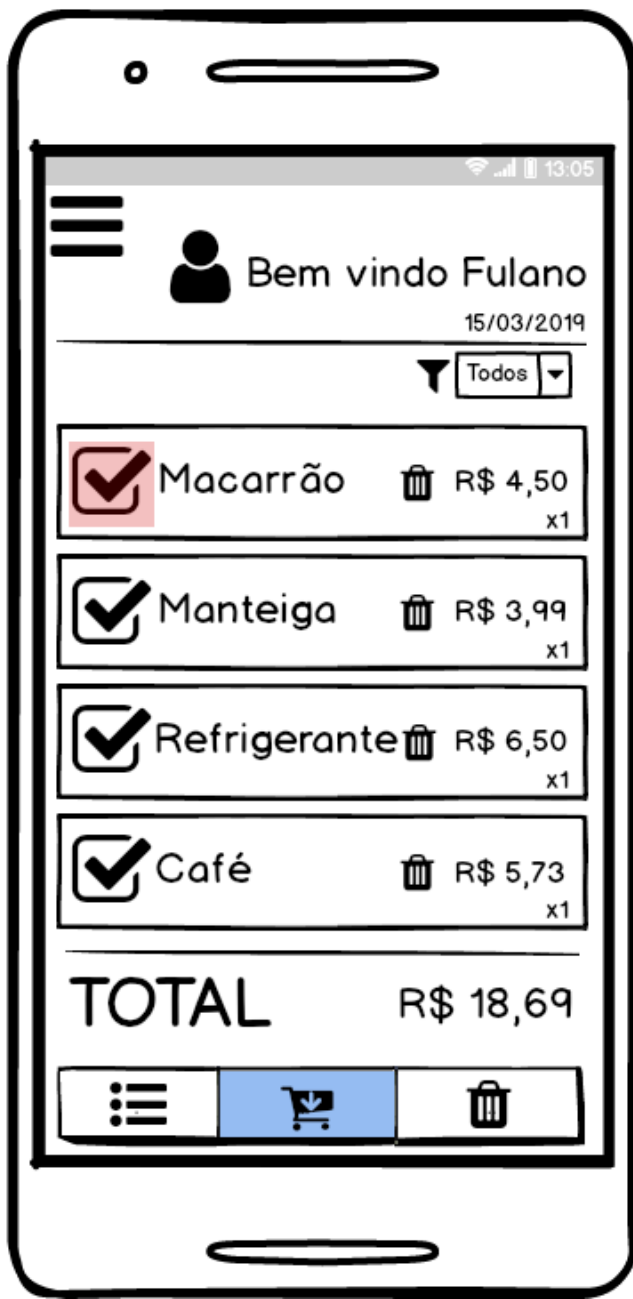 13:05
Bem vindo Fulano
15/03/2019
Todos
Macarrão R$ 4,50
x1
Manteiga R$ 3,99
x1
Refrigerante R$ 6,50
x1
Café R$ 5,73
x1
TOTAL R$ 18,69